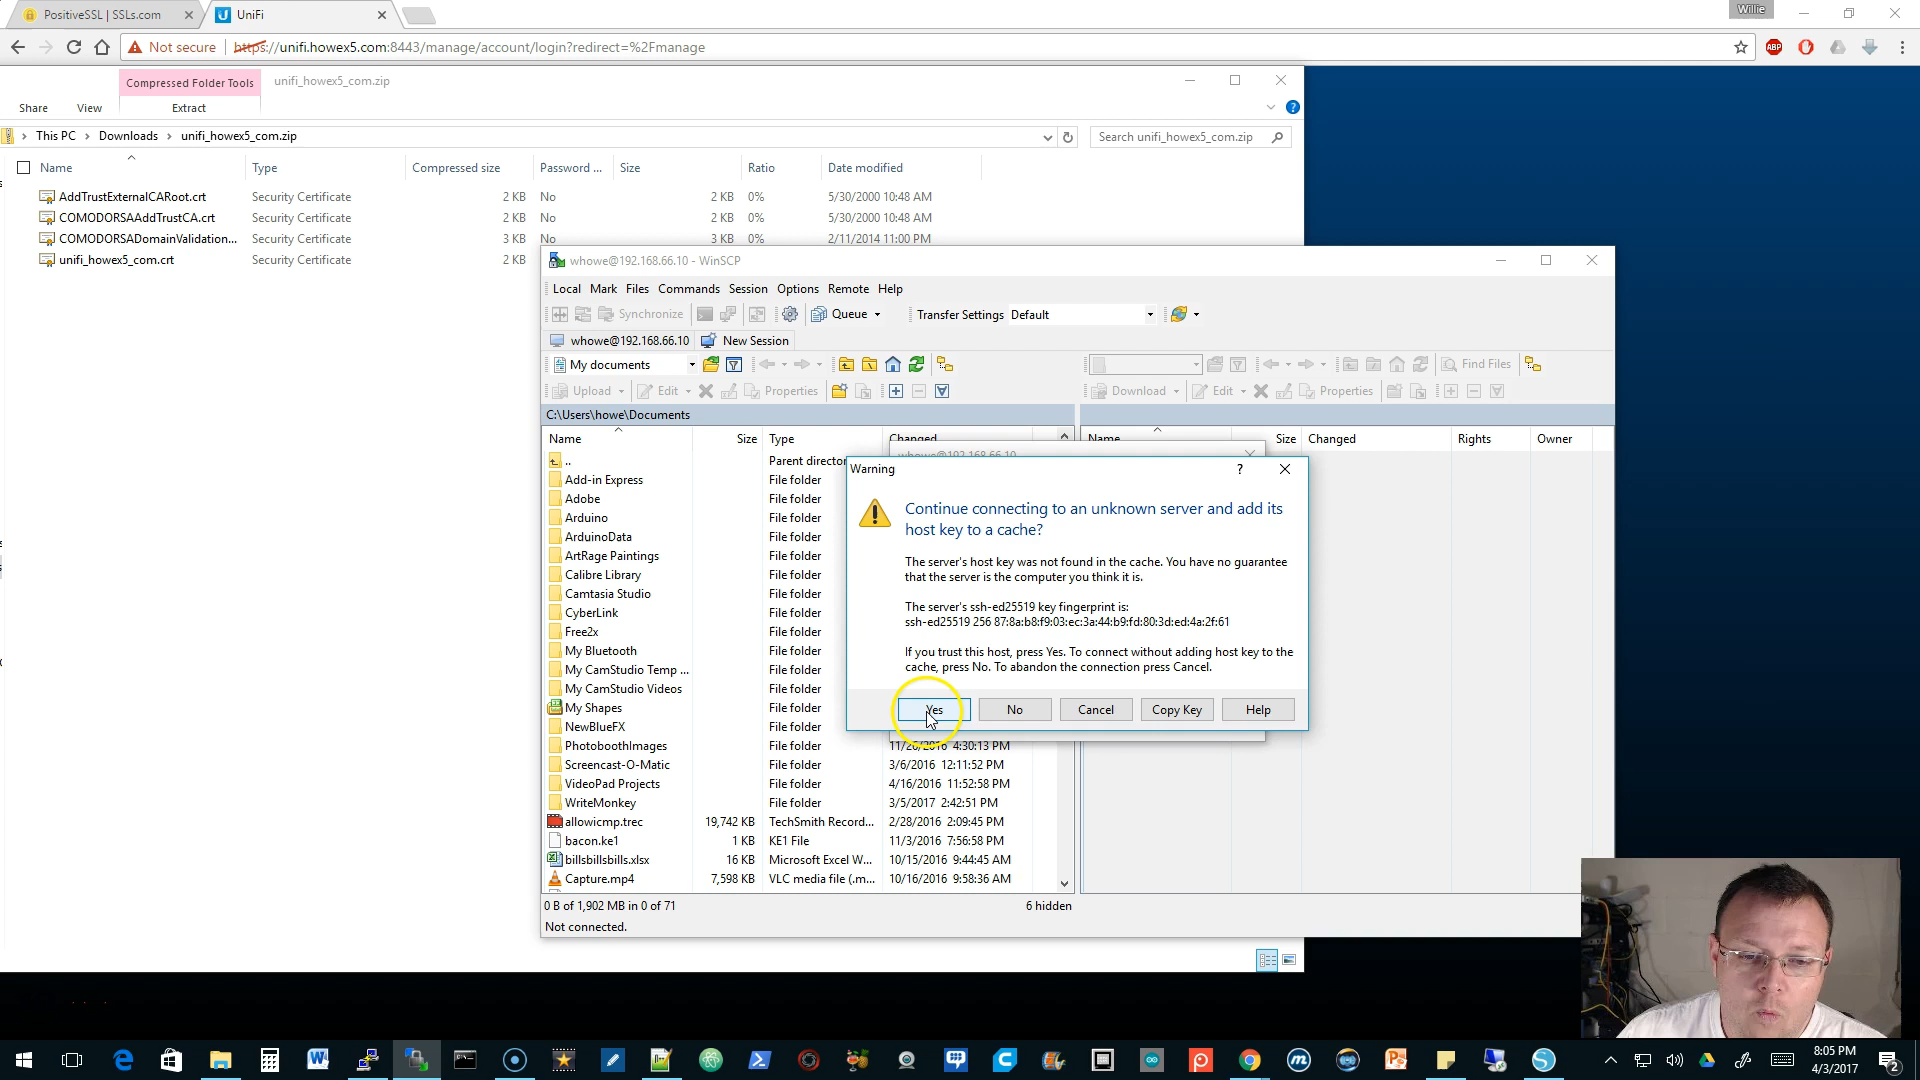 PositiveSSL | SSLs.com
UniFi
Willie
Not secure
https://unifi.howex5.com:8443/manage/account/login?redirect=%2Fmanage
ABP
Compressed Folder Tools
unifi_howex5_com.zip
Share View Extract
This PC > Downloads > unifi_howex5_com.zip
Search unifi_howex5_com.zip
Name Type Compressed size Password ... Size Ratio Date modified
AddTrustExternalCARoot.crt Security Certificate 2 KB No 2 KB 0% 5/30/2000 10:48 AM
COMODORSAAddTrustCA.crt Security Certificate 2 KB No 2 KB 0% 5/30/2000 10:48 AM
COMODORSADomainValidation... Security Certificate 3 KB No 3 KB 0% 2/11/2014 11:00 PM
unifi_howex5_com.crt Security Certificate 2 KB
whowe@192.168.66.10 - WinSCP
Local Mark Files Commands Session Options Remote Help
Synchronize Queue Transfer Settings Default
whowe@192.168.66.10 New Session
My documents Find Files
Upload Edit Properties Download Edit Properties
C:\Users\howe\Documents
Name Size Type Changed Name Size Changed Rights Owner
.. Parent director
Add-in Express File folder
Adobe File folder
Arduino File folder
ArduinoData File folder
ArtRage Paintings File folder
Calibre Library File folder
Camtasia Studio File folder
CyberLink File folder
Free2x File folder
My Bluetooth File folder
My CamStudio Temp ... File folder
My CamStudio Videos File folder
My Shapes File folder
NewBlueFX File folder
PhotoboothImages File folder 11/20/2016 4:30:13 PM
Screencast-O-Matic File folder 3/6/2016 12:11:52 PM
VideoPad Projects File folder 4/16/2016 11:52:58 PM
WriteMonkey File folder 3/5/2017 2:42:51 PM
allowicmp.trec 19,742 KB TechSmith Record... 2/28/2016 2:09:45 PM
bacon.ke1 1 KB KE1 File 11/3/2016 7:56:58 PM
billsbillsbills.xlsx 16 KB Microsoft Excel W... 10/15/2016 9:44:45 AM
Capture.mp4 7,598 KB VLC media file (.m... 10/16/2016 9:58:36 AM
0 B of 1,902 MB in 0 of 71 6 hidden
Not connected.
whowe@192.168.66.10
Warning
Continue connecting to an unknown server and add its
host key to a cache?
The server's host key was not found in the cache. You have no guarantee
that the server is the computer you think it is.
The server's ssh-ed25519 key fingerprint is:
ssh-ed25519 256 87:8a:b8:f9:03:ec:3a:44:b9:fd:80:3d:ed:4a:2f:61
If you trust this host, press Yes. To connect without adding host key to the
cache, press No. To abandon the connection press Cancel.
Yes No Cancel Copy Key Help
8:05 PM
4/3/2017
2